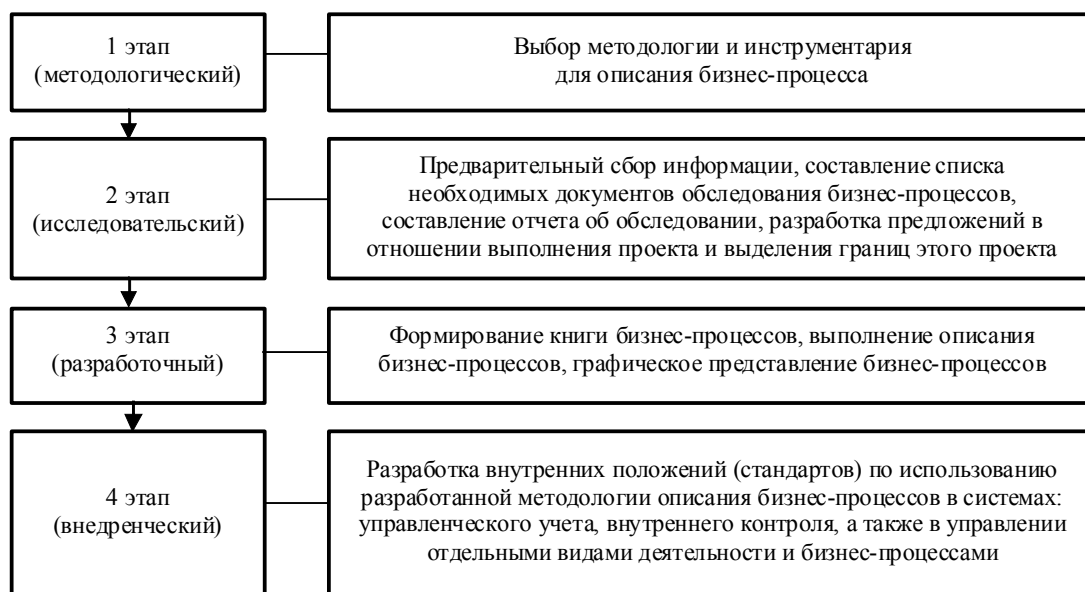 1 этап
(методологический)
Выбор методологии и инструментария
для описания бизнес-процесса
2 этап
(исследовательский)
Предварительный сбор информации, составление списка
необходимых документов обследования бизнес-процессов,
составление отчета об обследовании, разработка предложений в
отношении выполнения проекта и выделения границ этого проекта
3 этап
(разработочный)
Формирование книги бизнес-процессов, выполнение описания
бизнес-процессов, графическое представление бизнес-процессов
4 этап
(внедренческий)
Разработка внутренних положений (стандартов) по использованию
разработанной методологии описания бизнес-процессов в системах:
управленческого учета, внутреннего контроля, а также в управлении
отдельными видами деятельности и бизнес-процессами